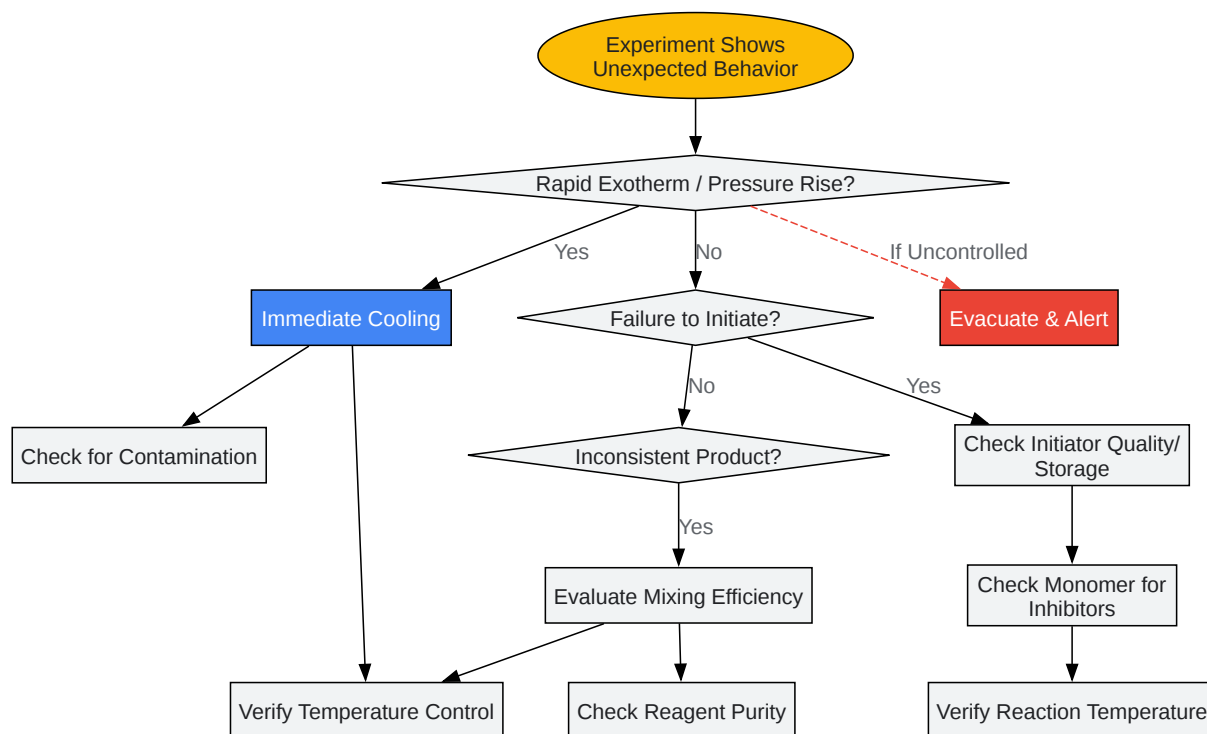 Experiment Shows
Unexpected Behavior
Rapid Exotherm / Pressure Rise?
Yes
No
If Uncontrolled
Immediate Cooling
Failure to Initiate?
Evacuate & Alert
No
Yes
Check for Contamination
Inconsistent Product?
Check Initiator Quality/
Storage
Yes
Evaluate Mixing Efficiency
Check Monomer for
Inhibitors
Verify Temperature Control
Check Reagent Purity
Verify Reaction Temperature